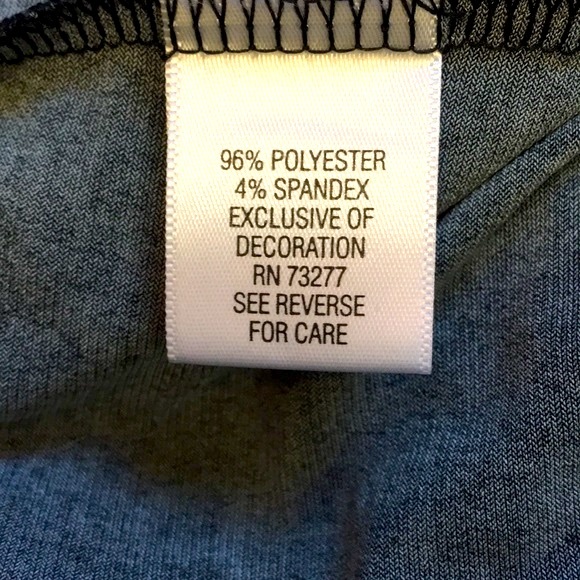 96% POLYESTER
4% SPANDEX
EXCLUSIVE OF
DECORATION
RN 73277
SEE REVERSE
FOR CARE